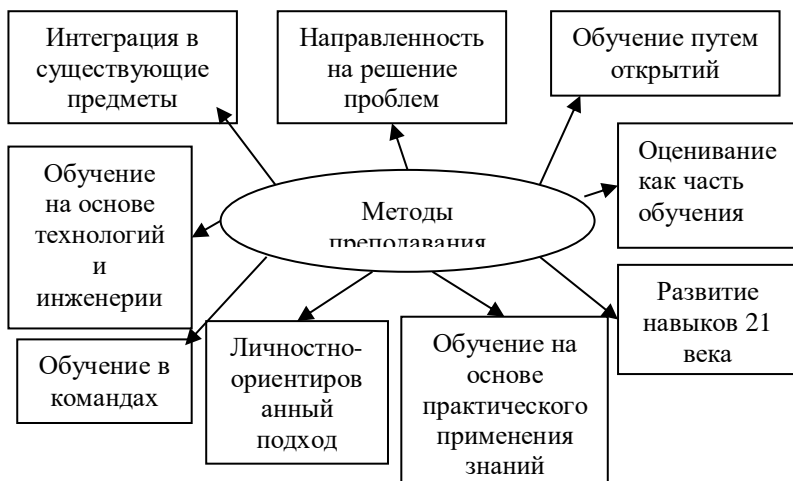 Интеграция в
существующие
предметы
Направленность
на решение
проблем
Обучение путем
открытий
Обучение
на основе
технологий
и
инженерии
Методы
преподавания
Оценивание
как часть
обучения
Обучение в
командах
Личностно-
ориентиров
анный
подход
Обучение на
основе
практического
применения
знаний
Развитие
навыков 21
века